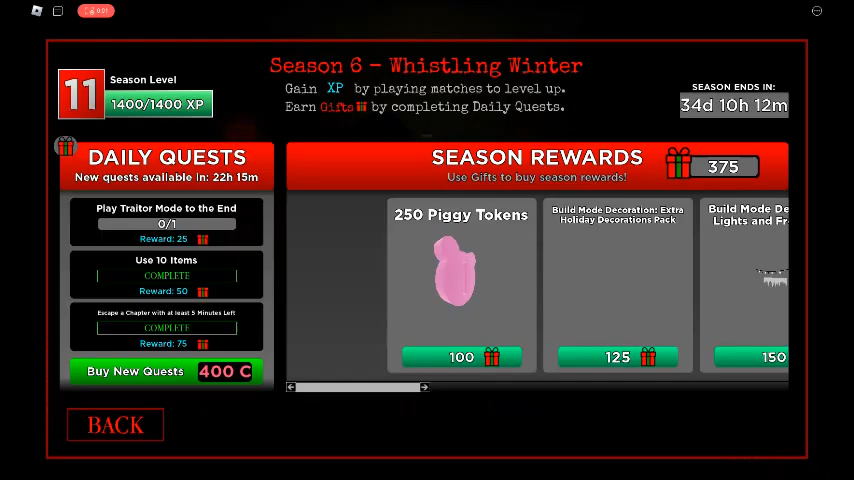 0:01
Season 6 - Whistling Winter
11
Season Level
1400/1400 XP
Gain XP by playing matches to level up.
Earn Gifts by completing Daily Quests.
SEASON ENDS IN:
34d 10h 12m
DAILY QUESTS
New quests available in: 22h 15m
Play Traitor Mode to the End
0/1
Reward: 25
Use 10 Items
COMPLETE
Reward: 50
Escape a Chapter with at least 5 Minutes Left
COMPLETE
Reward: 75
Buy New Quests 400 C
SEASON REWARDS
Use Gifts to buy season rewards!
375
250 Piggy Tokens
100
Build Mode Decoration: Extra
Holiday Decorations Pack
125
Build Mode De
Lights and Fr
150
BACK